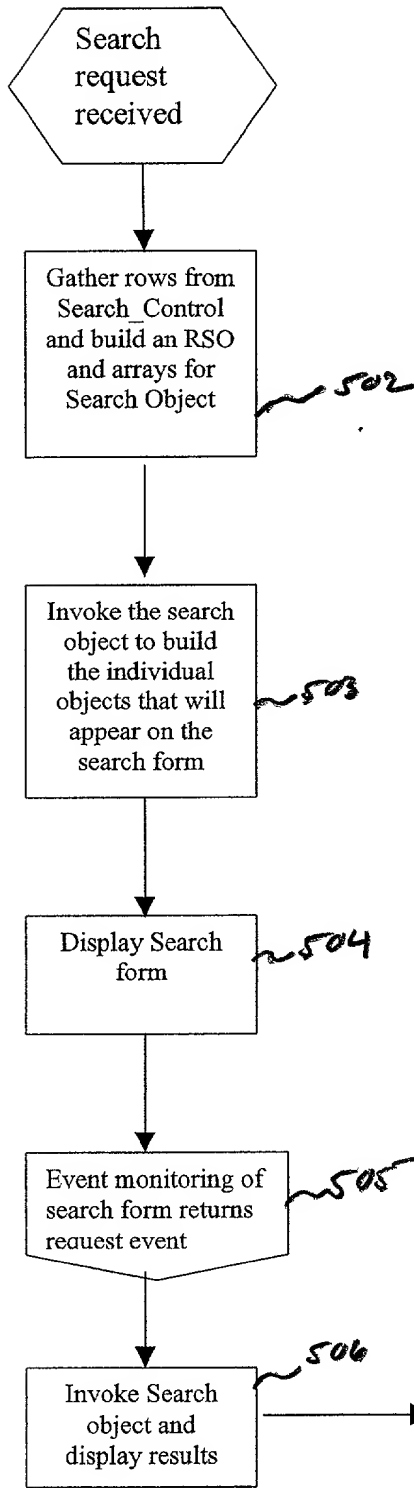 Search
request
received
Gather rows from
Search_Control
and build an RSO
and arrays for
Search Object
502
Invoke the search
object to build
the individual
objects that will
appear on the
search form
503
Display Search
form
504
Event monitoring of
search form returns
request event
505
506
Invoke Search
object and
display results